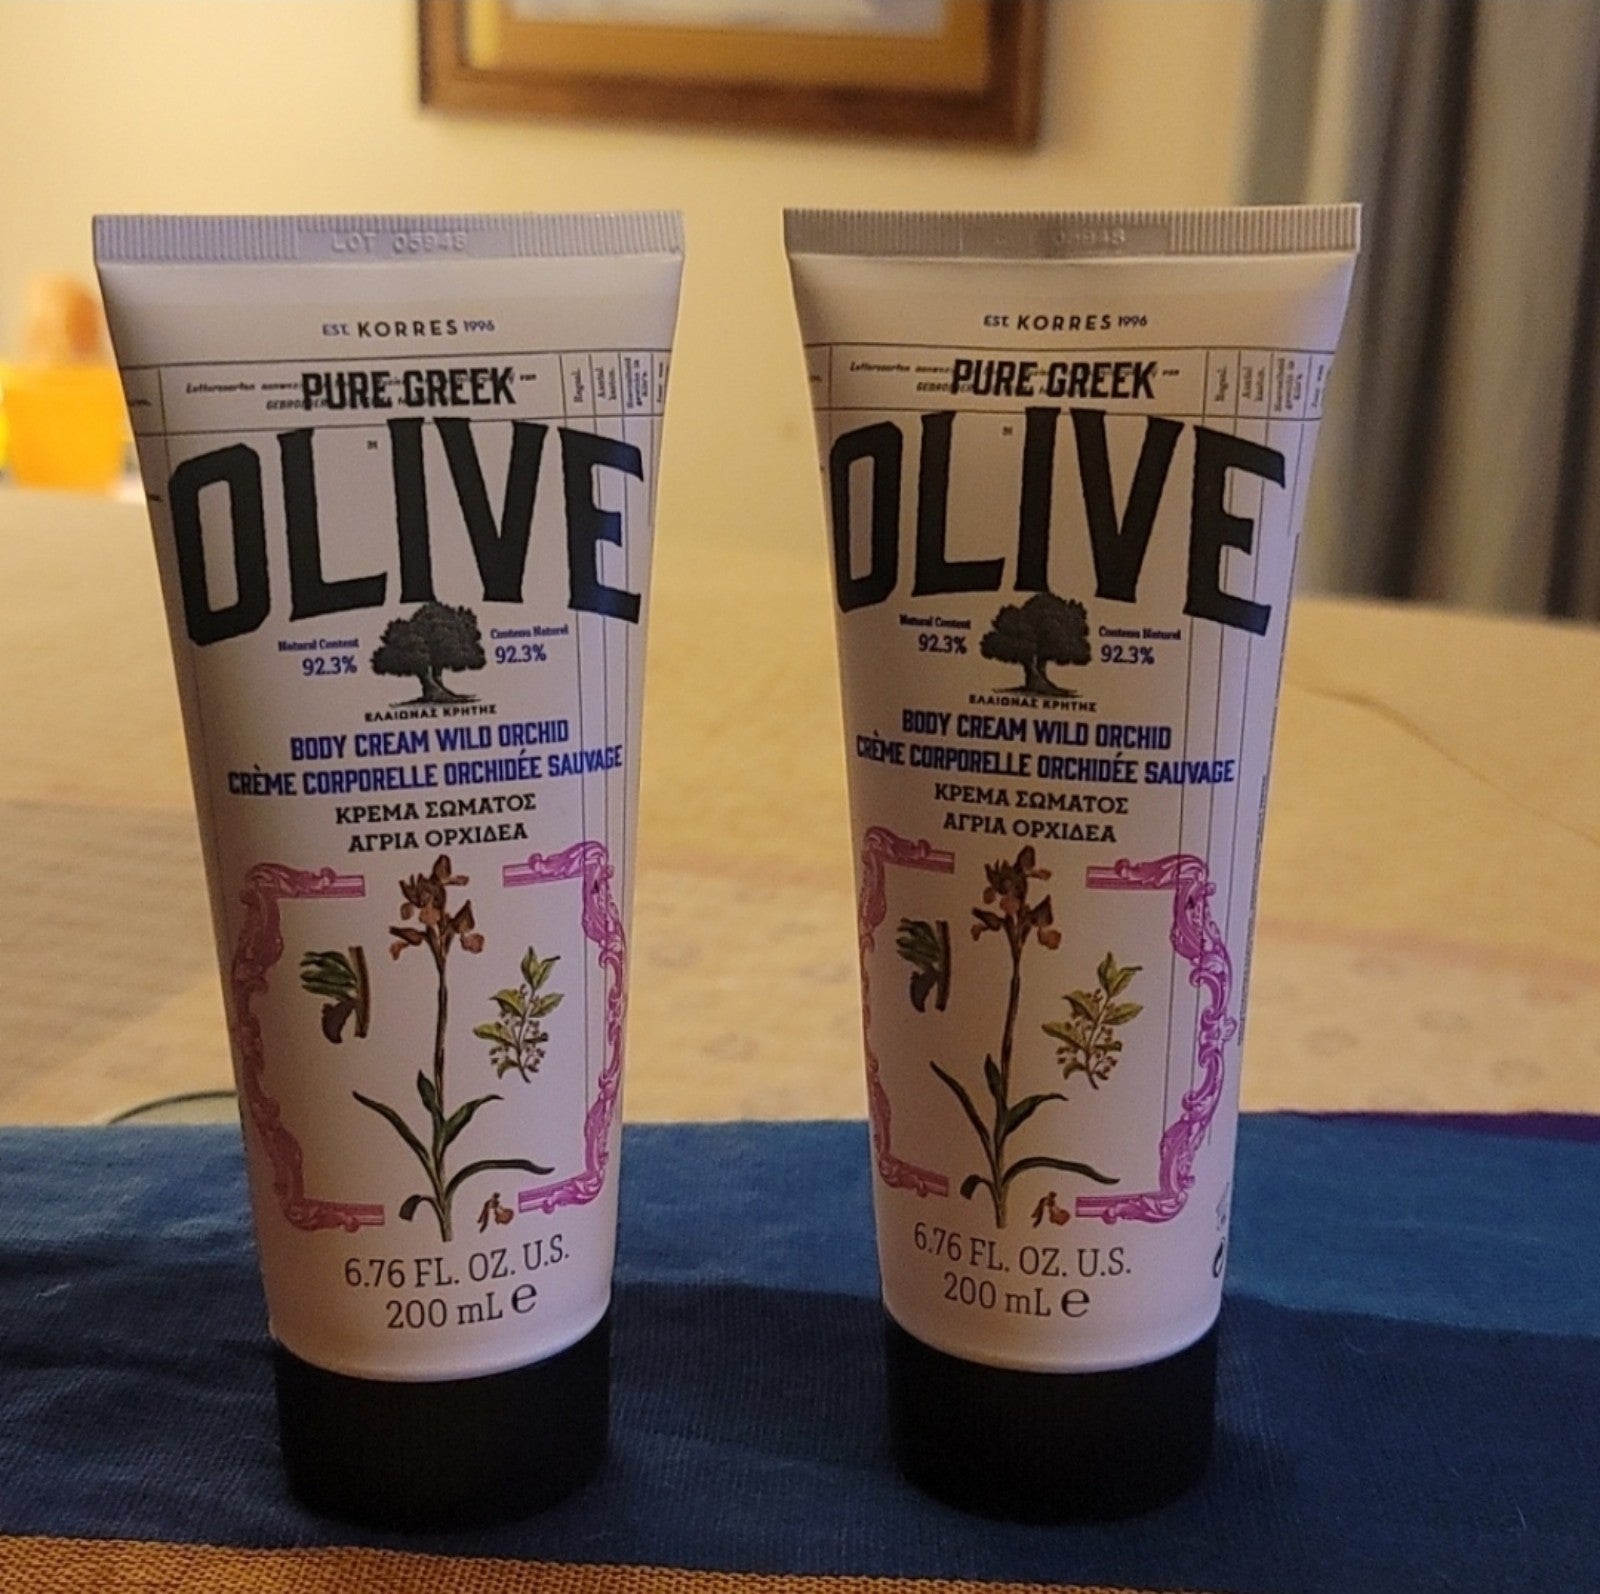 LOT 05948
EST. KORRES 1996
PURE GREEK
OLIVE
Natural Content
92.3%
Contenu Naturel
92.3%
ΕΛΑΙΩΝΑΣ ΚΡΗΤΗΣ
BODY CREAM WILD ORCHID
CRÈME CORPORELLE ORCHIDÉE SAUVAGE
ΚΡΕΜΑ ΣΩΜΑΤΟΣ
ΑΓΡΙΑ ΟΡΧΙΔΕΑ
6.76 FL. OZ. U.S.
200 mL e
05948
EST. KORRES 1996
PURE GREEK
OLIVE
Natural Content
92.3%
Contenu Naturel
92.3%
ΕΛΑΙΩΝΑΣ ΚΡΗΤΗΣ
BODY CREAM WILD ORCHID
CRÈME CORPORELLE ORCHIDÉE SAUVAGE
ΚΡΕΜΑ ΣΩΜΑΤΟΣ
ΑΓΡΙΑ ΟΡΧΙΔΕΑ
6.76 FL. OZ. U.S.
200 mL e